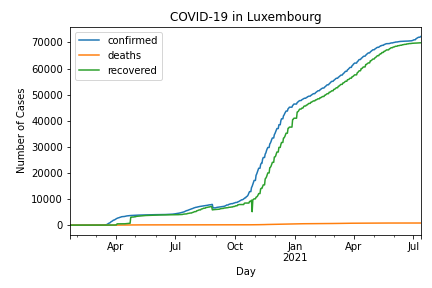 COVID-19 in Luxembourg
confirmed
deaths
recovered
70000
60000
50000
40000
30000
20000
10000
0
Number of Cases
Apr Jul Oct Jan Apr Jul
2021
Day